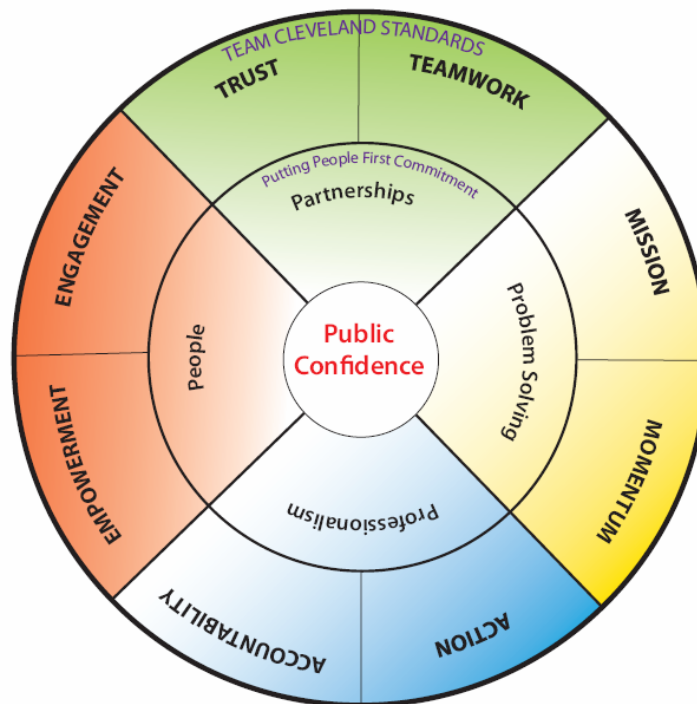 TEAM CLEVELAND STANDARDS
TRUST
TEAMWORK
Putting People First Commitment
Partnerships
ENGAGEMENT
MISSION
People
Public
Confidence
Problem Solving
EMPOWERMENT
MOMENTUM
Professionalism
ACCOUNTABILITY
ACTION